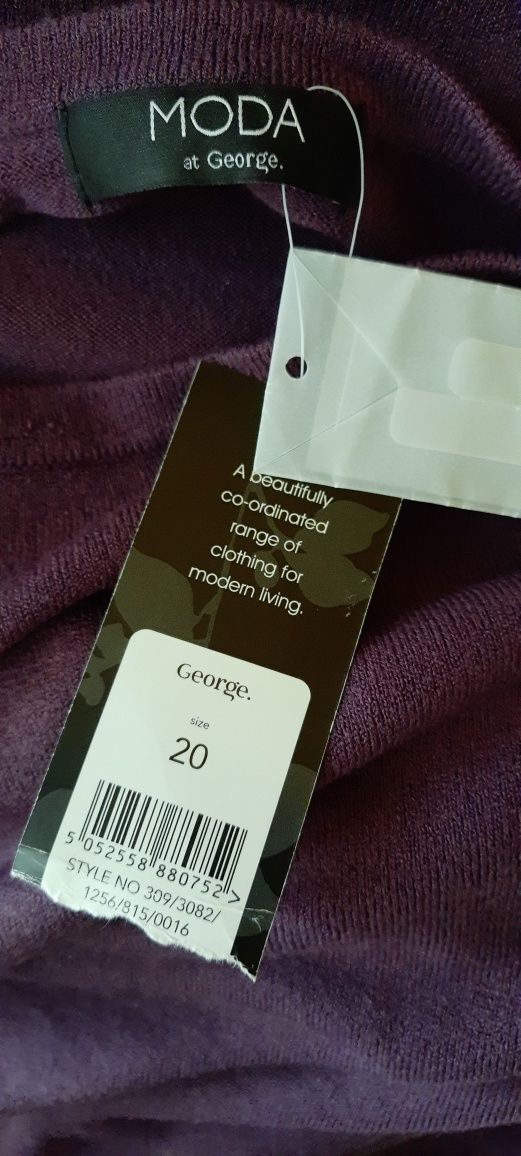 MODA
at George.
A beautifully
co-ordinated
range of
clothing for
modern living.
George.
size
20
5 052558 880752 >
STYLE NO 309/3082/
1256/815/0016